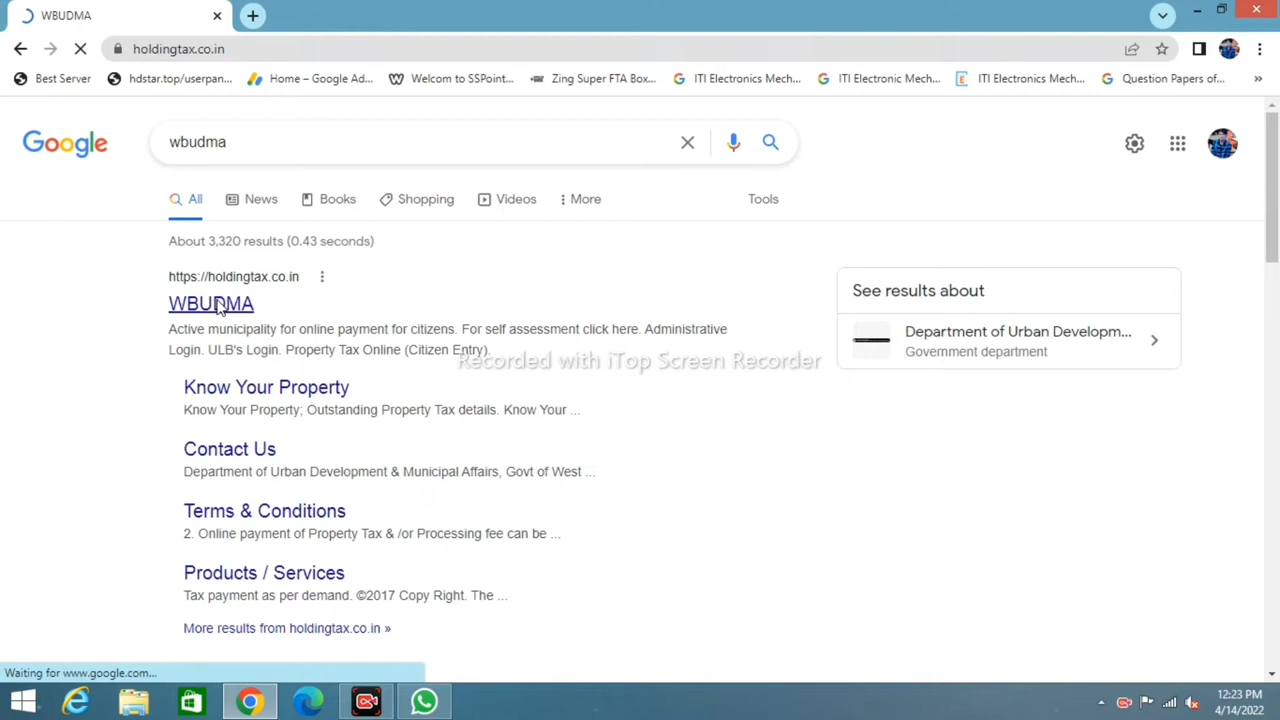 WBUDMA
holdingtax.co.in
Best Server hdstar.top/userpan... Home – Google Ad... Welcom to SSPoint... Zing Super FTA Box... ITI Electronics Mech... ITI Electronic Mech... ITI Electronics Mech... Question Papers of... »
Google wbudma
All News Books Shopping Videos More Tools
About 3,320 results (0.43 seconds)
https://holdingtax.co.in
WBUDMA
Active municipality for online payment for citizens. For self assessment click here. Administrative
Login. ULB's Login. Property Tax Online (Citizen Entry).
Recorded with iTop Screen Recorder
Know Your Property
Know Your Property; Outstanding Property Tax details. Know Your ...
Contact Us
Department of Urban Development & Municipal Affairs, Govt of West ...
Terms & Conditions
2. Online payment of Property Tax & /or Processing fee can be ...
Products / Services
Tax payment as per demand. ©2017 Copy Right. The ...
More results from holdingtax.co.in »
See results about
Department of Urban Developm...
Government department
Waiting for www.google.com...
12:23 PM
4/14/2022